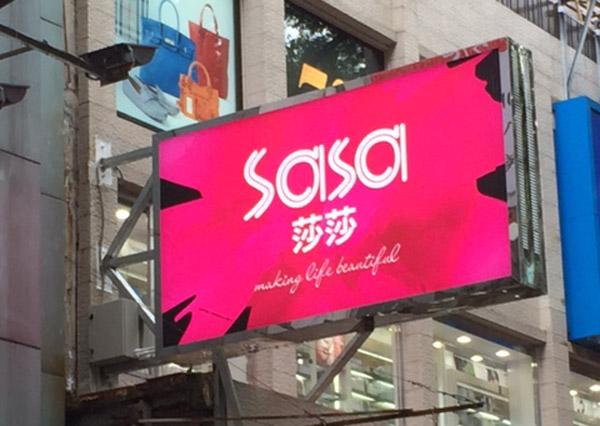 sasa
莎莎
making life beautiful